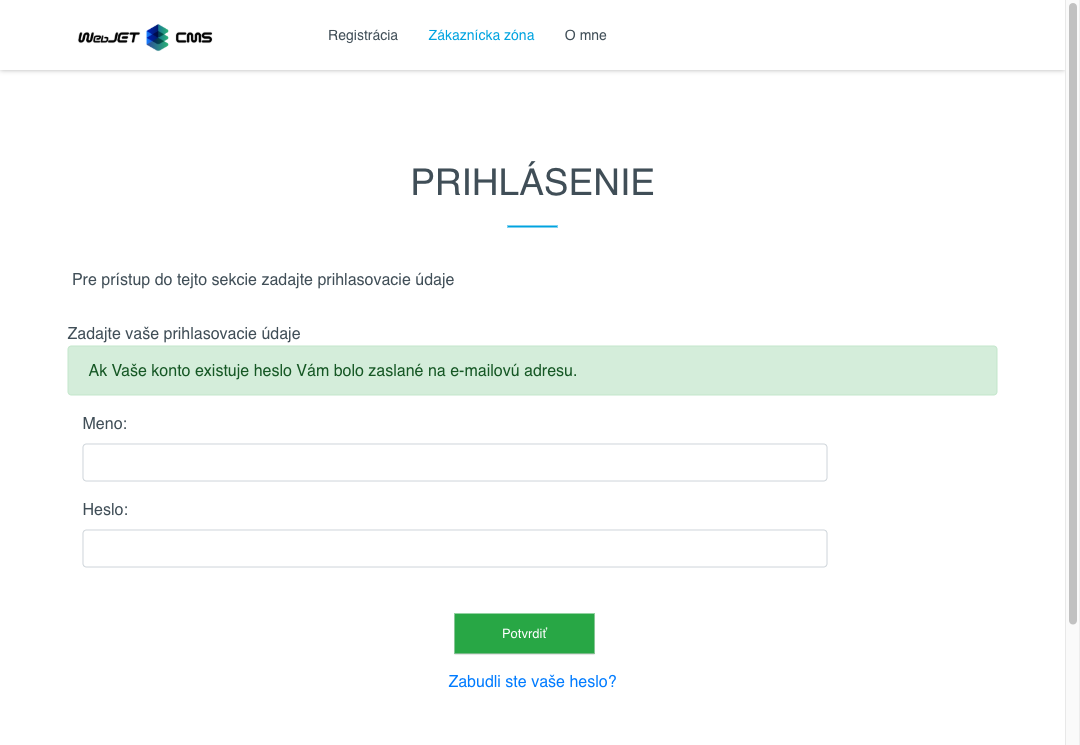 WebJET CMS
Registrácia Zákaznícka zóna O mne
PRIHLÁSENIE
Pre prístup do tejto sekcie zadajte prihlasovacie údaje
Zadajte vaše prihlasovacie údaje
Ak Vaše konto existuje heslo Vám bolo zaslané na e-mailovú adresu.
Meno:
Heslo:
Potvrdiť
Zabudli ste vaše heslo?